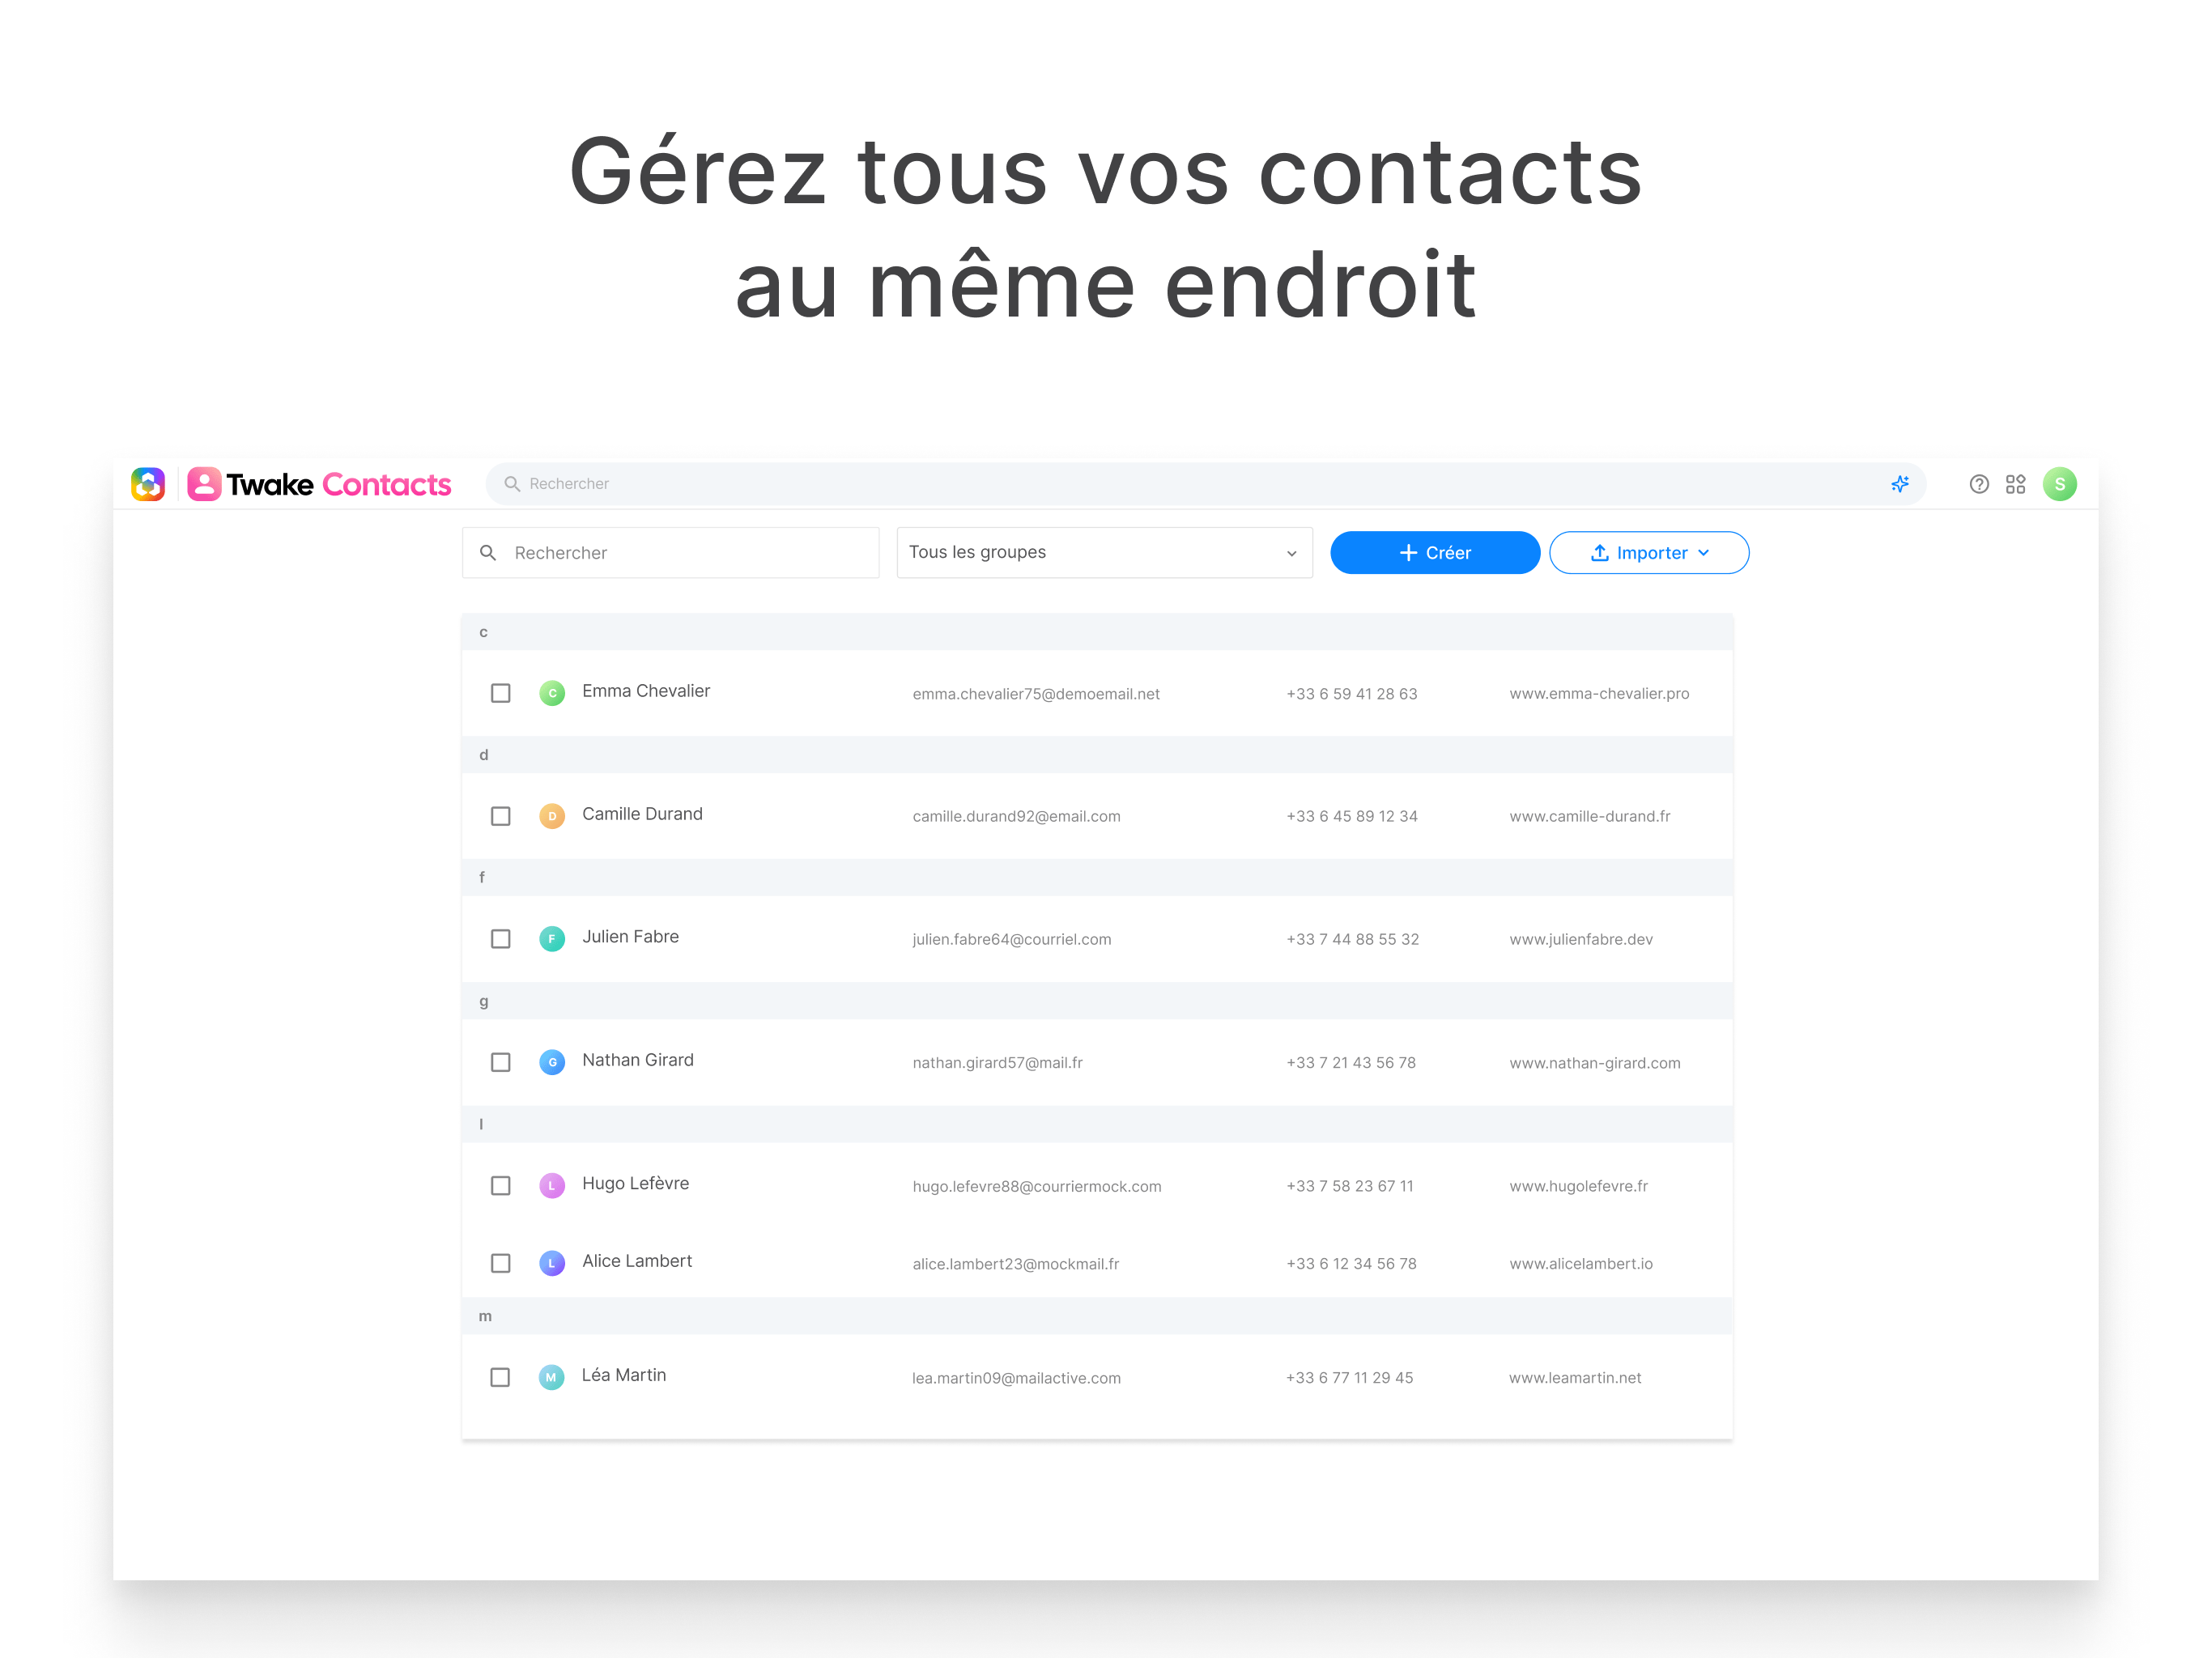 Gérez tous vos contacts
au même endroit
Twake Contacts
Rechercher
S
Rechercher
Tous les groupes
Créer
Importer
c
C Emma Chevalier emma.chevalier75@demoemail.net +33 6 59 41 28 63 www.emma-chevalier.pro
d
D Camille Durand camille.durand92@email.com +33 6 45 89 12 34 www.camille-durand.fr
f
F Julien Fabre julien.fabre64@courriel.com +33 7 44 88 55 32 www.julienfabre.dev
g
G Nathan Girard nathan.girard57@mail.fr +33 7 21 43 56 78 www.nathan-girard.com
l
L Hugo Lefèvre hugo.lefevre88@courriermock.com +33 7 58 23 67 11 www.hugolefevre.fr
L Alice Lambert alice.lambert23@mockmail.fr +33 6 12 34 56 78 www.alicelambert.io
m
M Léa Martin lea.martin09@mailactive.com +33 6 77 11 29 45 www.leamartin.net